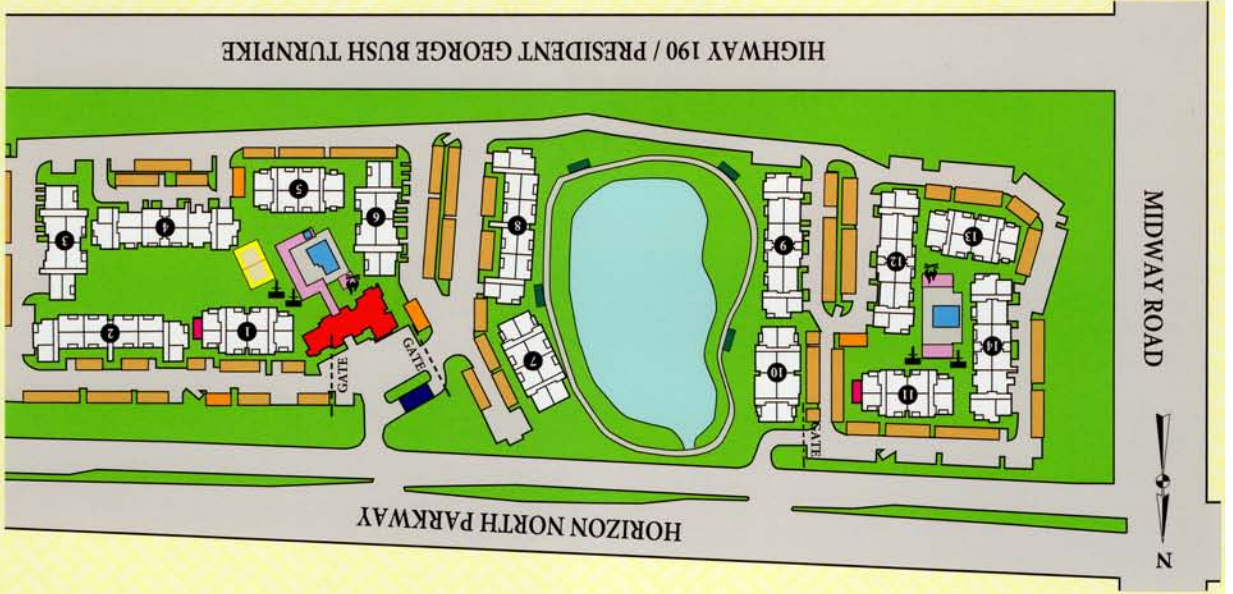 HIGHWAY 190 / PRESIDENT GEORGE BUSH TURNPIKE
MIDWAY ROAD
5
6
8
9
12
13
3
4
2
1
7
10
11
14
GATE
GATE
GATE
HORIZON NORTH PARKWAY
N